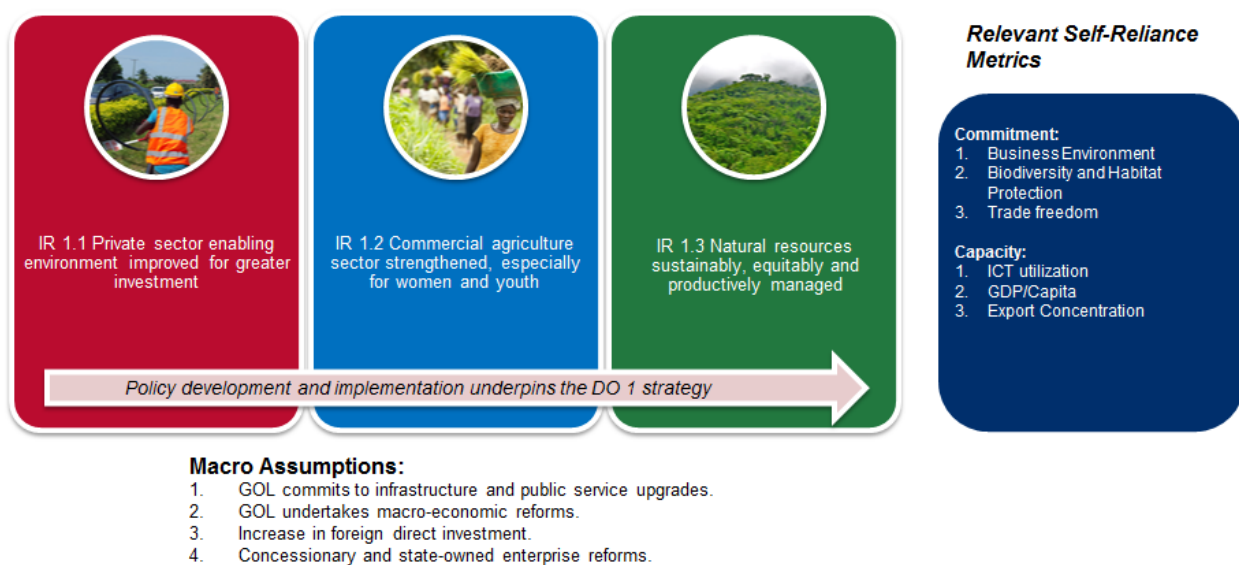 IR 1.1 Private sector enabling
environment improved for greater
investment
IR 1.2 Commercial agriculture
sector strengthened, especially
for women and youth
IR 1.3 Natural resources
sustainably, equitably and
productively managed
Policy development and implementation underpins the DO 1 strategy
Relevant Self-Reliance
Metrics
Commitment:
1. Business Environment
2. Biodiversity and Habitat
Protection
3. Trade freedom
Capacity:
1. ICT utilization
2. GDP/Capita
3. Export Concentration
Macro Assumptions:
1. GOL commits to infrastructure and public service upgrades.
2. GOL undertakes macro-economic reforms.
3. Increase in foreign direct investment.
4. Concessionary and state-owned enterprise reforms.